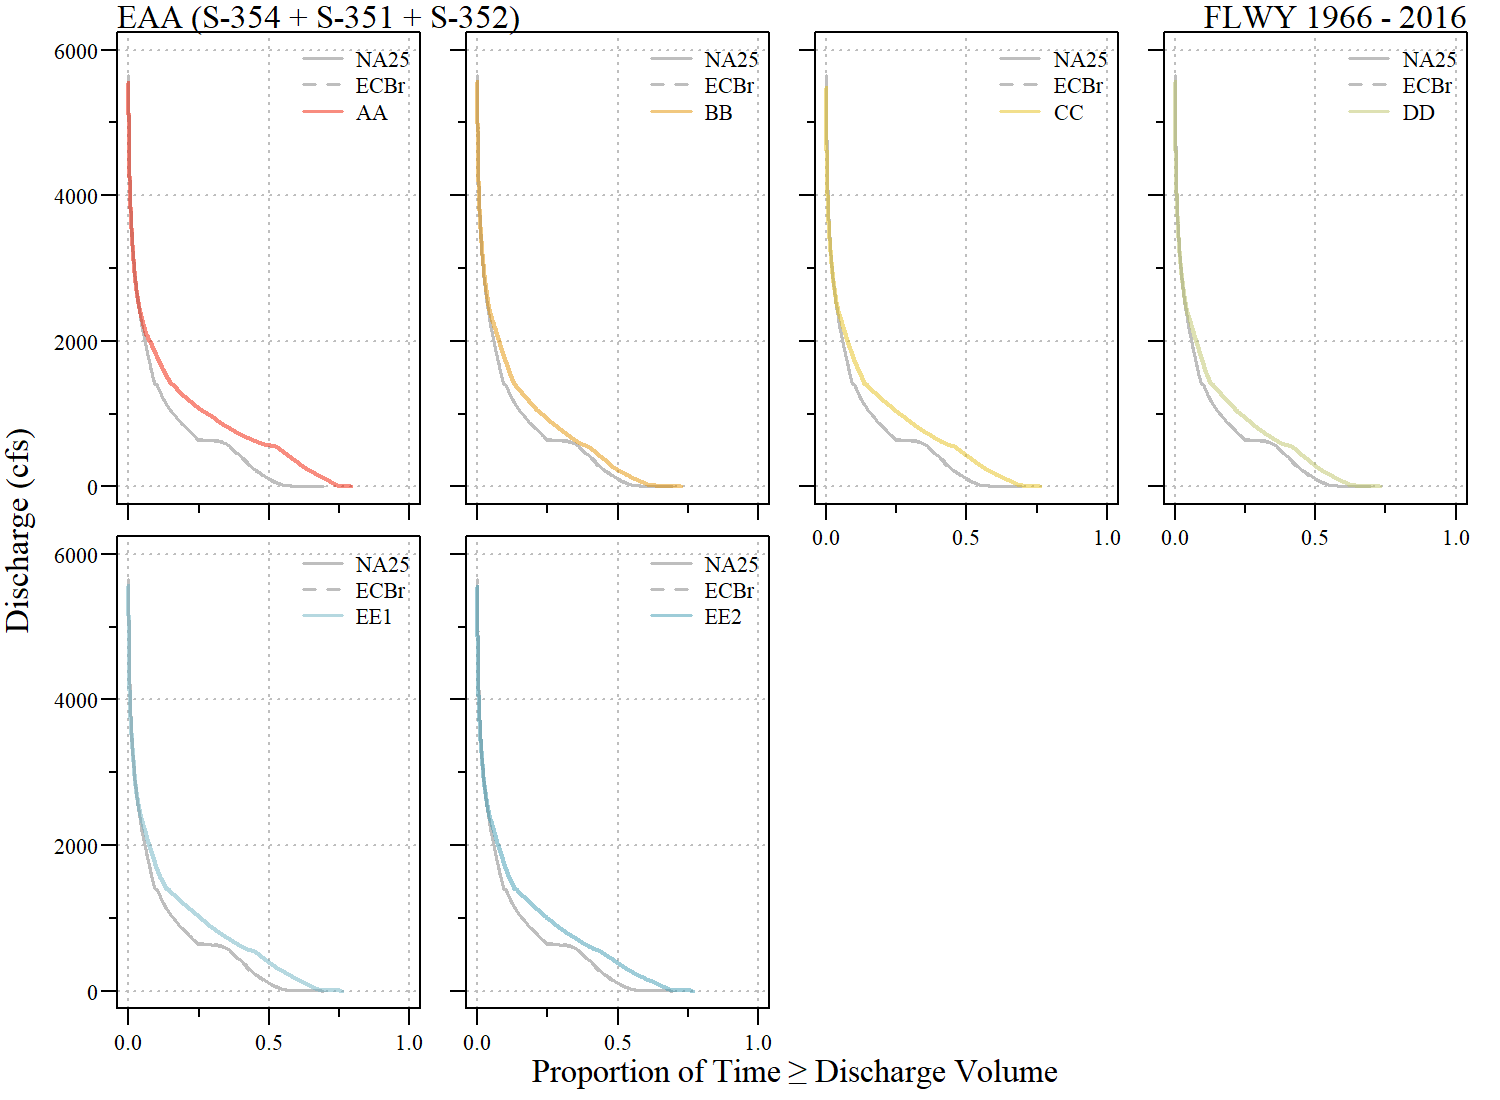 EAA (S-354 + S-351 + S-352)
FLWY 1966 - 2016
6000
4000
2000
0
NA25
ECBr
AA
NA25
ECBr
BB
NA25
ECBr
CC
0.0
0.5
1.0
NA25
ECBr
DD
0.0
0.5
1.0
Discharge (cfs)
6000
4000
2000
0
NA25
ECBr
EE1
0.0
0.5
1.0
NA25
ECBr
EE2
0.0
0.5
1.0
Proportion of Time ≥ Discharge Volume